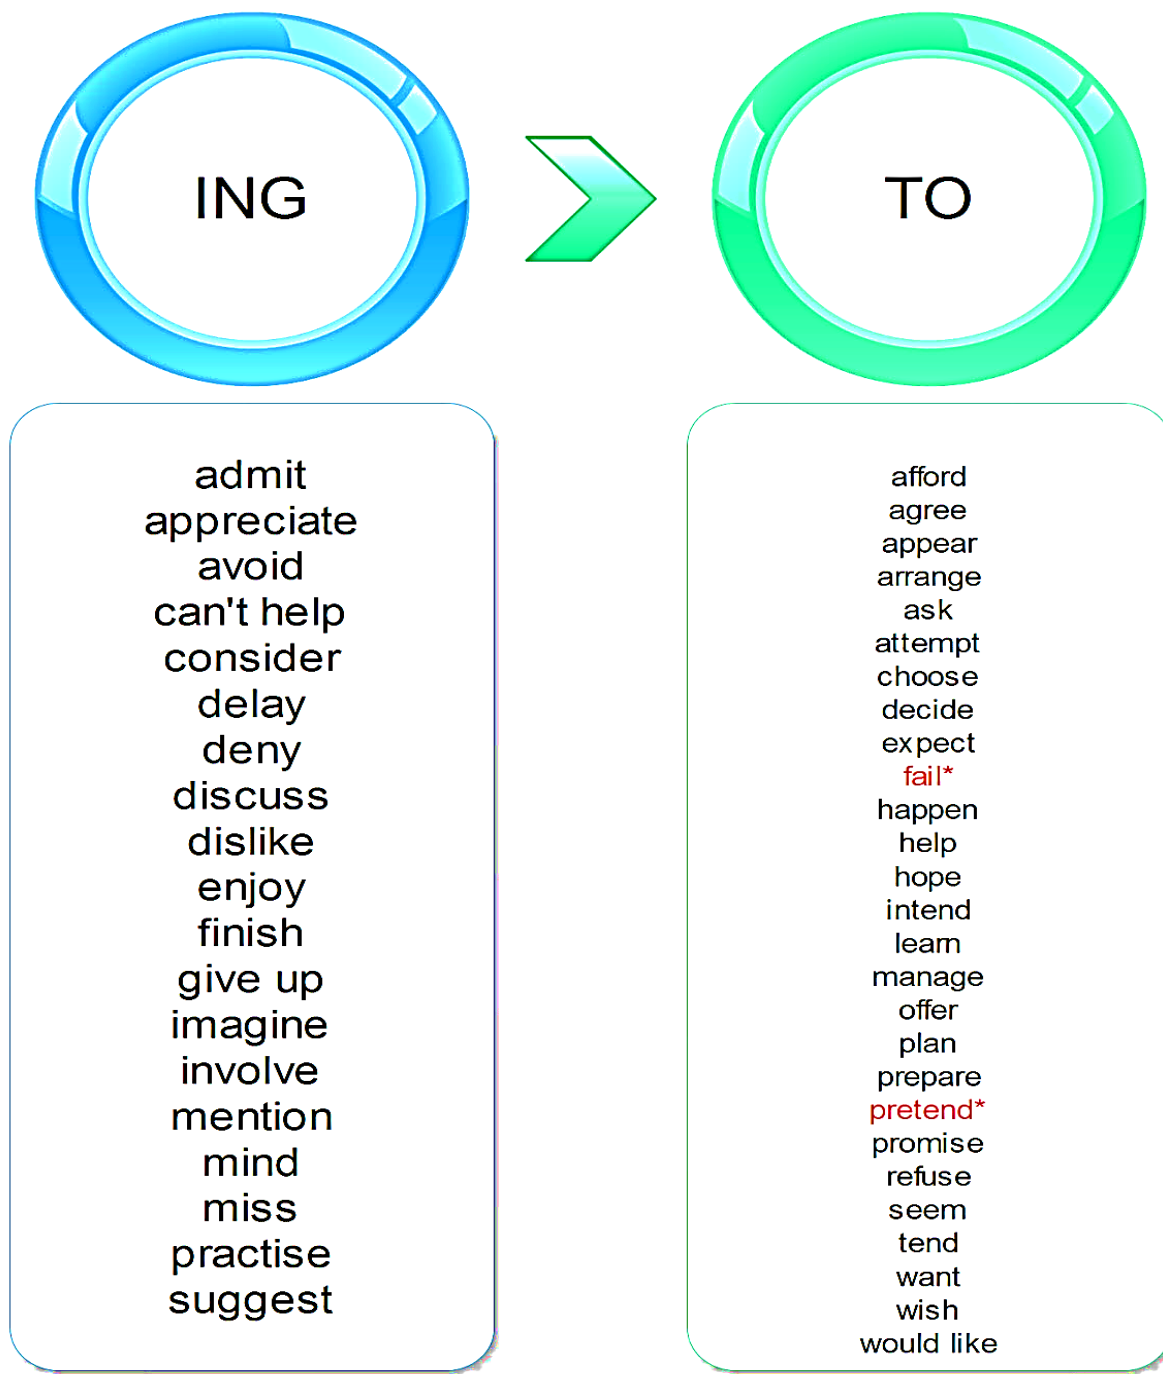 ING
TO
admit
appreciate
avoid
can't help
consider
delay
deny
discuss
dislike
enjoy
finish
give up
imagine
involve
mention
mind
miss
practise
suggest
afford
agree
appear
arrange
ask
attempt
choose
decide
expect
fail*
happen
help
hope
intend
learn
manage
offer
plan
prepare
pretend*
promise
refuse
seem
tend
want
wish
would like